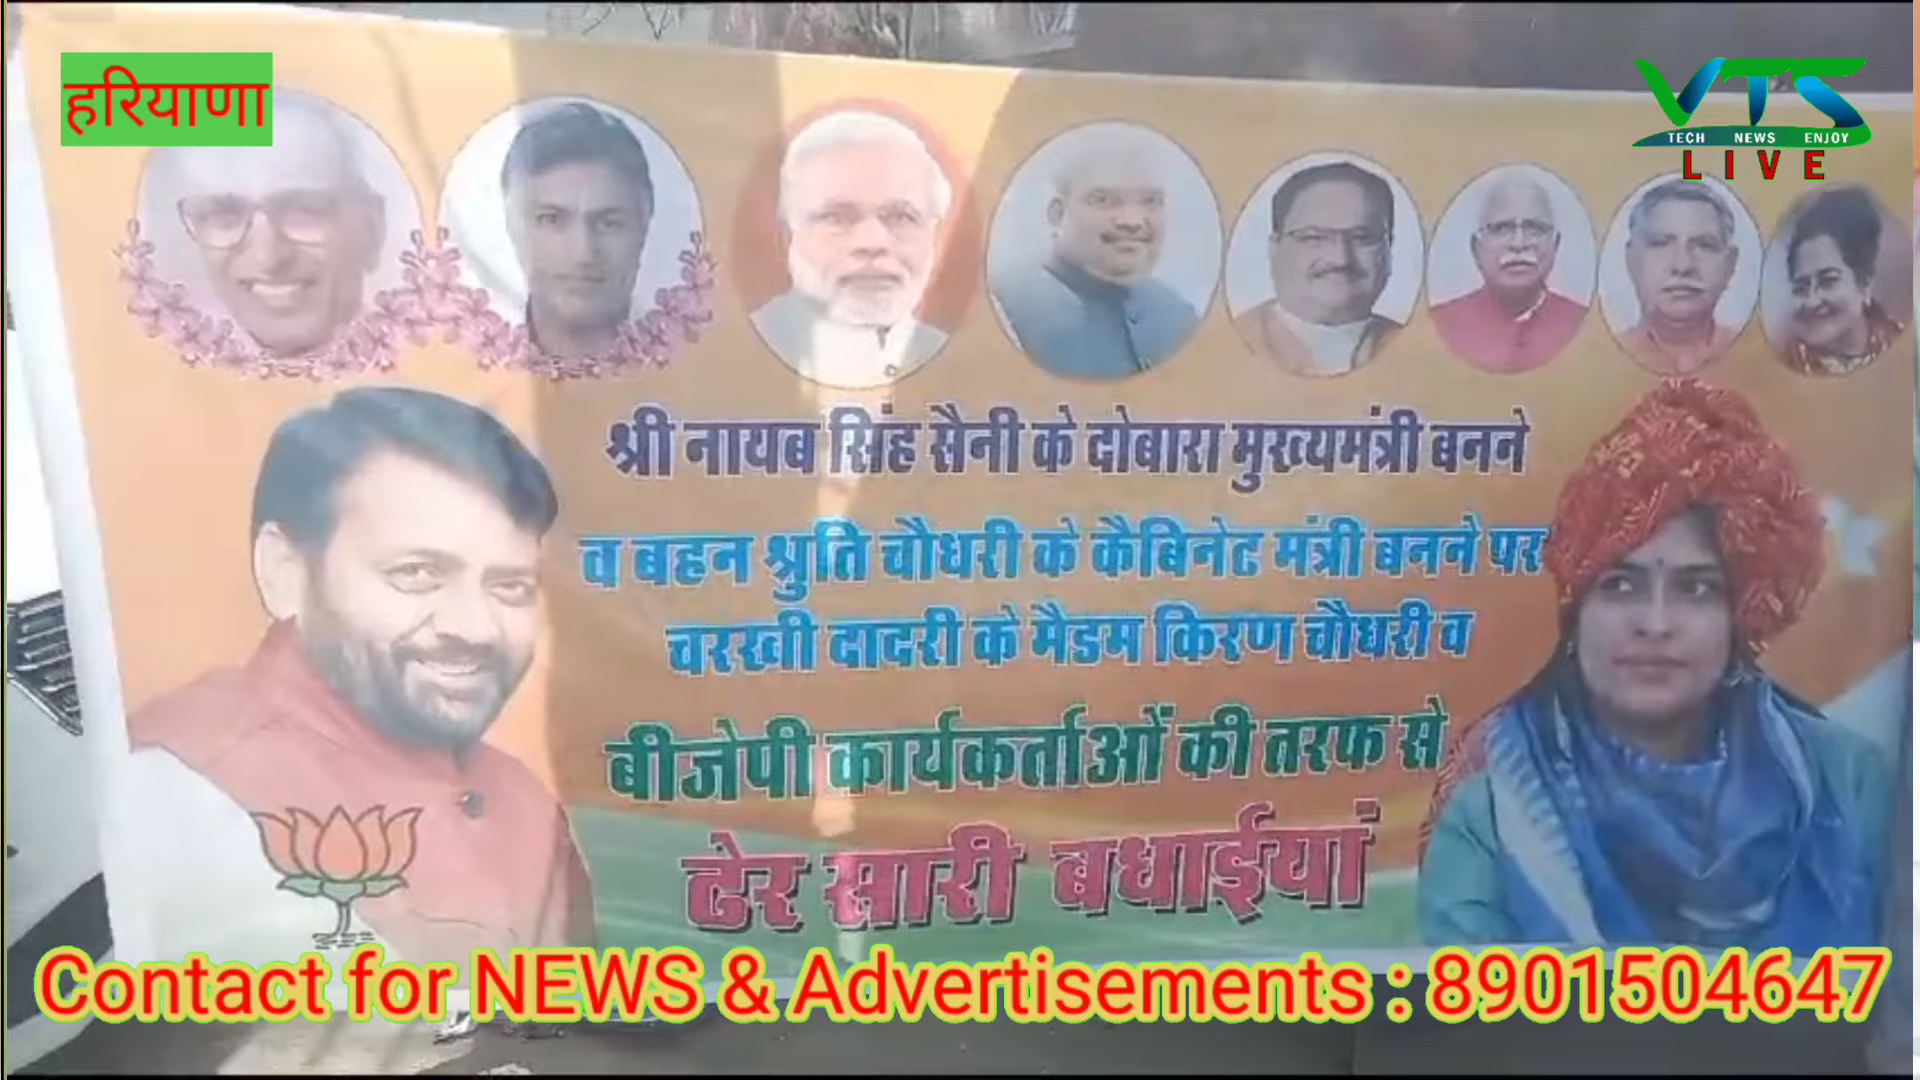 हरियाणा
VTS
TECH NEWS ENJOY
LIVE
श्री नायब सिंह सैनी के दोबारा मुख्यमंत्री बनने
व बहन श्रुति चौधरी के कैबिनेट मंत्री बनने पर
चरखी दादरी के मैडम किरण चौधरी व
बीजेपी कार्यकर्ताओं की तरफ से
ढेर सारी बधाईयां
Contact for NEWS & Advertisements : 8901504647